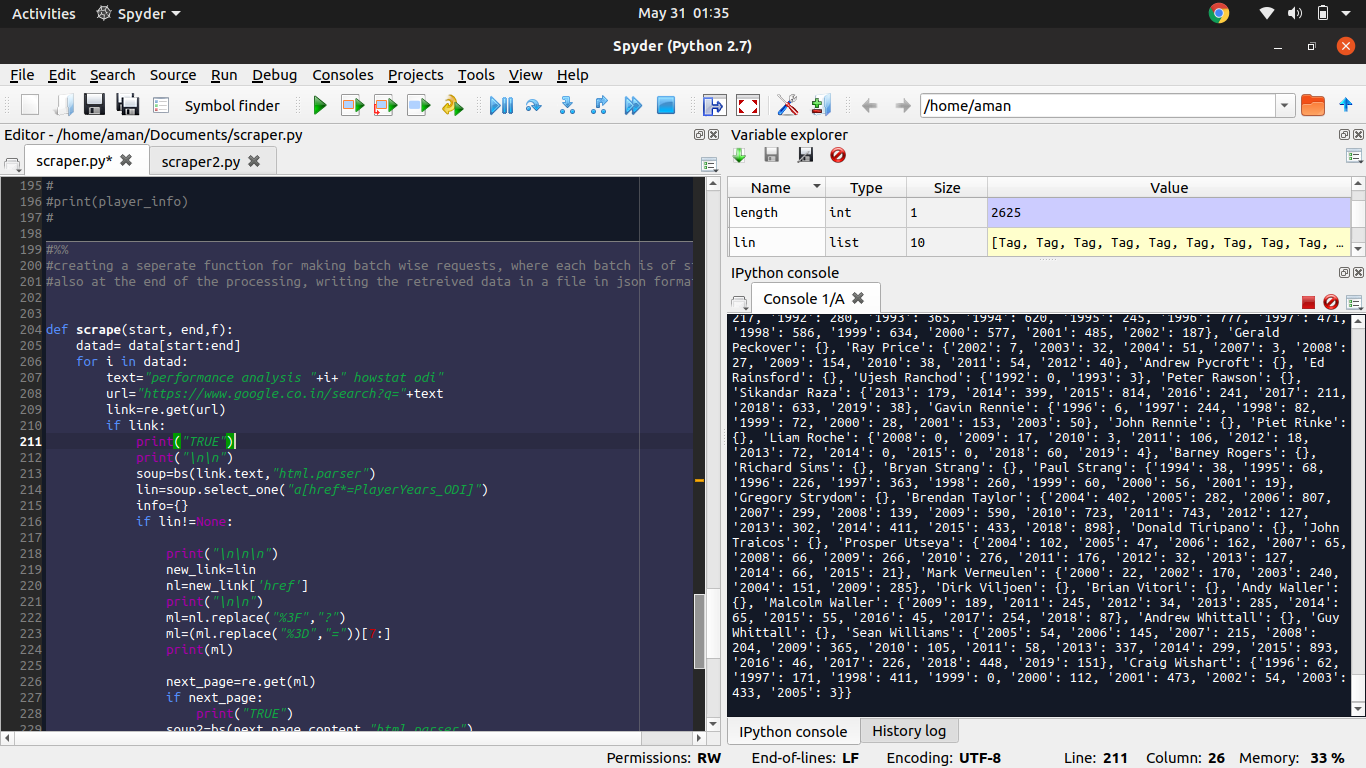 Activities Spyder May 31 01:35
Spyder (Python 2.7)
File Edit Search Source Run Debug Consoles Projects Tools View Help
Symbol finder /home/aman
Editor - /home/aman/Documents/scraper.py
scraper.py* scraper2.py
195 #
196 #print(player_info)
197 #
198
199 #%%
200 #creating a seperate function for making batch wise requests, where each batch is of s
201 #also at the end of the processing, writing the retreived data in a file in json forma
202
203
204 def scrape(start, end,f):
205 datad= data[start:end]
206 for i in datad:
207 text="performance analysis "+i+" howstat odi"
208 url="https://www.google.co.in/search?q="+text
209 link=re.get(url)
210 if link:
211 print("TRUE")
212 print("\n\n")
213 soup=bs(link.text,"html.parser")
214 lin=soup.select_one("a[href*=PlayerYears_ODI]")
215 info={}
216 if lin!=None:
217
218 print("\n\n\n")
219 new_link=lin
220 nl=new_link['href']
221 print("\n\n")
222 ml=nl.replace("%3F","?")
223 ml=(ml.replace("%3D","="))[7:]
224 print(ml)
225
226 next_page=re.get(ml)
227 if next_page:
228 print("TRUE")
229 soup2=bs(next_page.content,"html.parser")
Variable explorer
Name Type Size Value
length int 1 2625
lin list 10 [Tag, Tag, Tag, Tag, Tag, Tag, Tag, Tag, Tag, …
IPython console
Console 1/A
217, '1992': 280, '1993': 365, '1994': 620, '1995': 245, '1996': 777, '1997': 471,
'1998': 586, '1999': 634, '2000': 577, '2001': 485, '2002': 187}, 'Gerald
Peckover': {}, 'Ray Price': {'2002': 7, '2003': 32, '2004': 51, '2007': 3, '2008':
27, '2009': 154, '2010': 38, '2011': 54, '2012': 40}, 'Andrew Pycroft': {}, 'Ed
Rainsford': {}, 'Ujesh Ranchod': {'1992': 0, '1993': 3}, 'Peter Rawson': {},
'Sikandar Raza': {'2013': 179, '2014': 399, '2015': 814, '2016': 241, '2017': 211,
'2018': 633, '2019': 38}, 'Gavin Rennie': {'1996': 6, '1997': 244, '1998': 82,
'1999': 72, '2000': 28, '2001': 153, '2003': 50}, 'John Rennie': {}, 'Piet Rinke':
{}, 'Liam Roche': {'2008': 0, '2009': 17, '2010': 3, '2011': 106, '2012': 18,
'2013': 72, '2014': 0, '2015': 0, '2018': 60, '2019': 4}, 'Barney Rogers': {},
'Richard Sims': {}, 'Bryan Strang': {}, 'Paul Strang': {'1994': 38, '1995': 68,
'1996': 226, '1997': 363, '1998': 260, '1999': 60, '2000': 56, '2001': 19},
'Gregory Strydom': {}, 'Brendan Taylor': {'2004': 402, '2005': 282, '2006': 807,
'2007': 299, '2008': 139, '2009': 590, '2010': 723, '2011': 743, '2012': 127,
'2013': 302, '2014': 411, '2015': 433, '2018': 898}, 'Donald Tiripano': {}, 'John
Traicos': {}, 'Prosper Utseya': {'2004': 102, '2005': 47, '2006': 162, '2007': 65,
'2008': 66, '2009': 266, '2010': 276, '2011': 176, '2012': 32, '2013': 127,
'2014': 66, '2015': 21}, 'Mark Vermeulen': {'2000': 22, '2002': 170, '2003': 240,
'2004': 151, '2009': 285}, 'Dirk Viljoen': {}, 'Brian Vitori': {}, 'Andy Waller':
{}, 'Malcolm Waller': {'2009': 189, '2011': 245, '2012': 34, '2013': 285, '2014':
65, '2015': 55, '2016': 45, '2017': 254, '2018': 87}, 'Andrew Whittall': {}, 'Guy
Whittall': {}, 'Sean Williams': {'2005': 54, '2006': 145, '2007': 215, '2008':
204, '2009': 365, '2010': 105, '2011': 58, '2013': 337, '2014': 299, '2015': 893,
'2016': 46, '2017': 226, '2018': 448, '2019': 151}, 'Craig Wishart': {'1996': 62,
'1997': 171, '1998': 411, '1999': 0, '2000': 112, '2001': 473, '2002': 54, '2003':
433, '2005': 3}}
IPython console History log
Permissions: RW End-of-lines: LF Encoding: UTF-8 Line: 211 Column: 26 Memory: 33 %